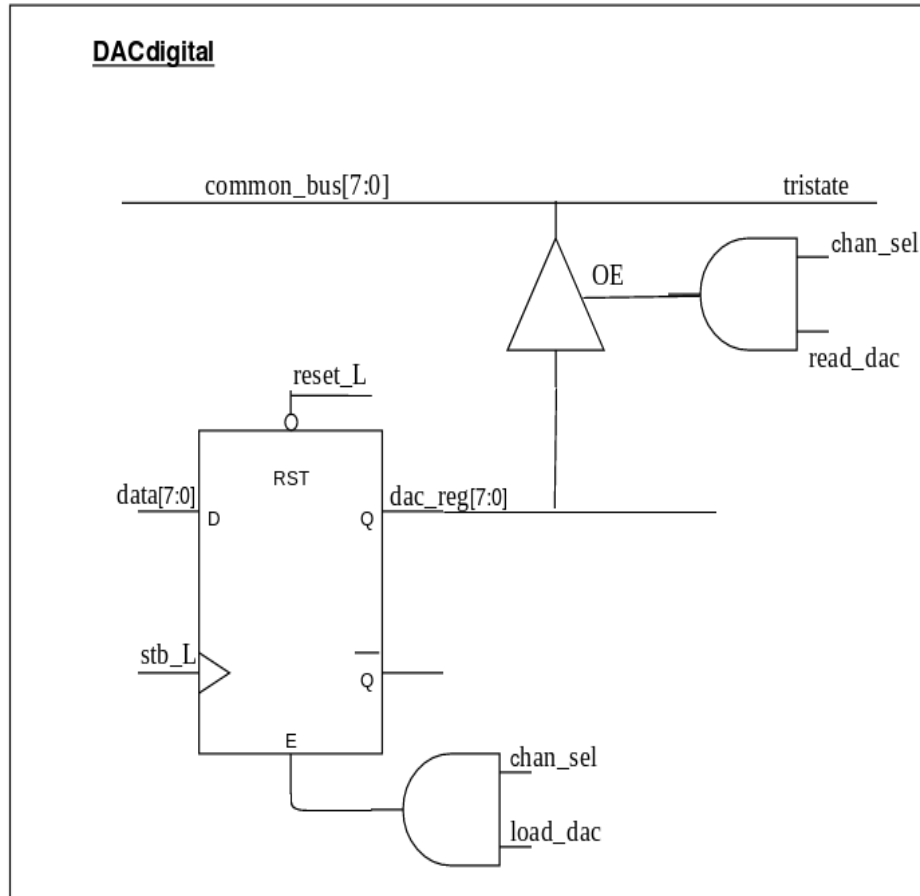 DACdigital
common_bus[7:0]
tristate
chan_sel
OE
read_dac
reset_L
RST
data[7:0]
dac_reg[7:0]
D
Q
stb_L
Q
E
chan_sel
load_dac